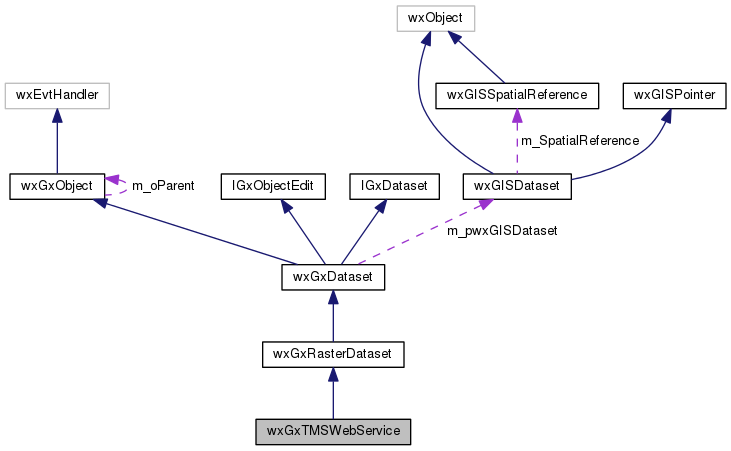 wxObject
wxEvtHandler
wxGISSpatialReference
wxGISPointer
m_SpatialReference
wxGxObject
m_oParent
IGxObjectEdit
IGxDataset
wxGISDataset
m_pwxGISDataset
wxGxDataset
wxGxRasterDataset
wxGxTMSWebService